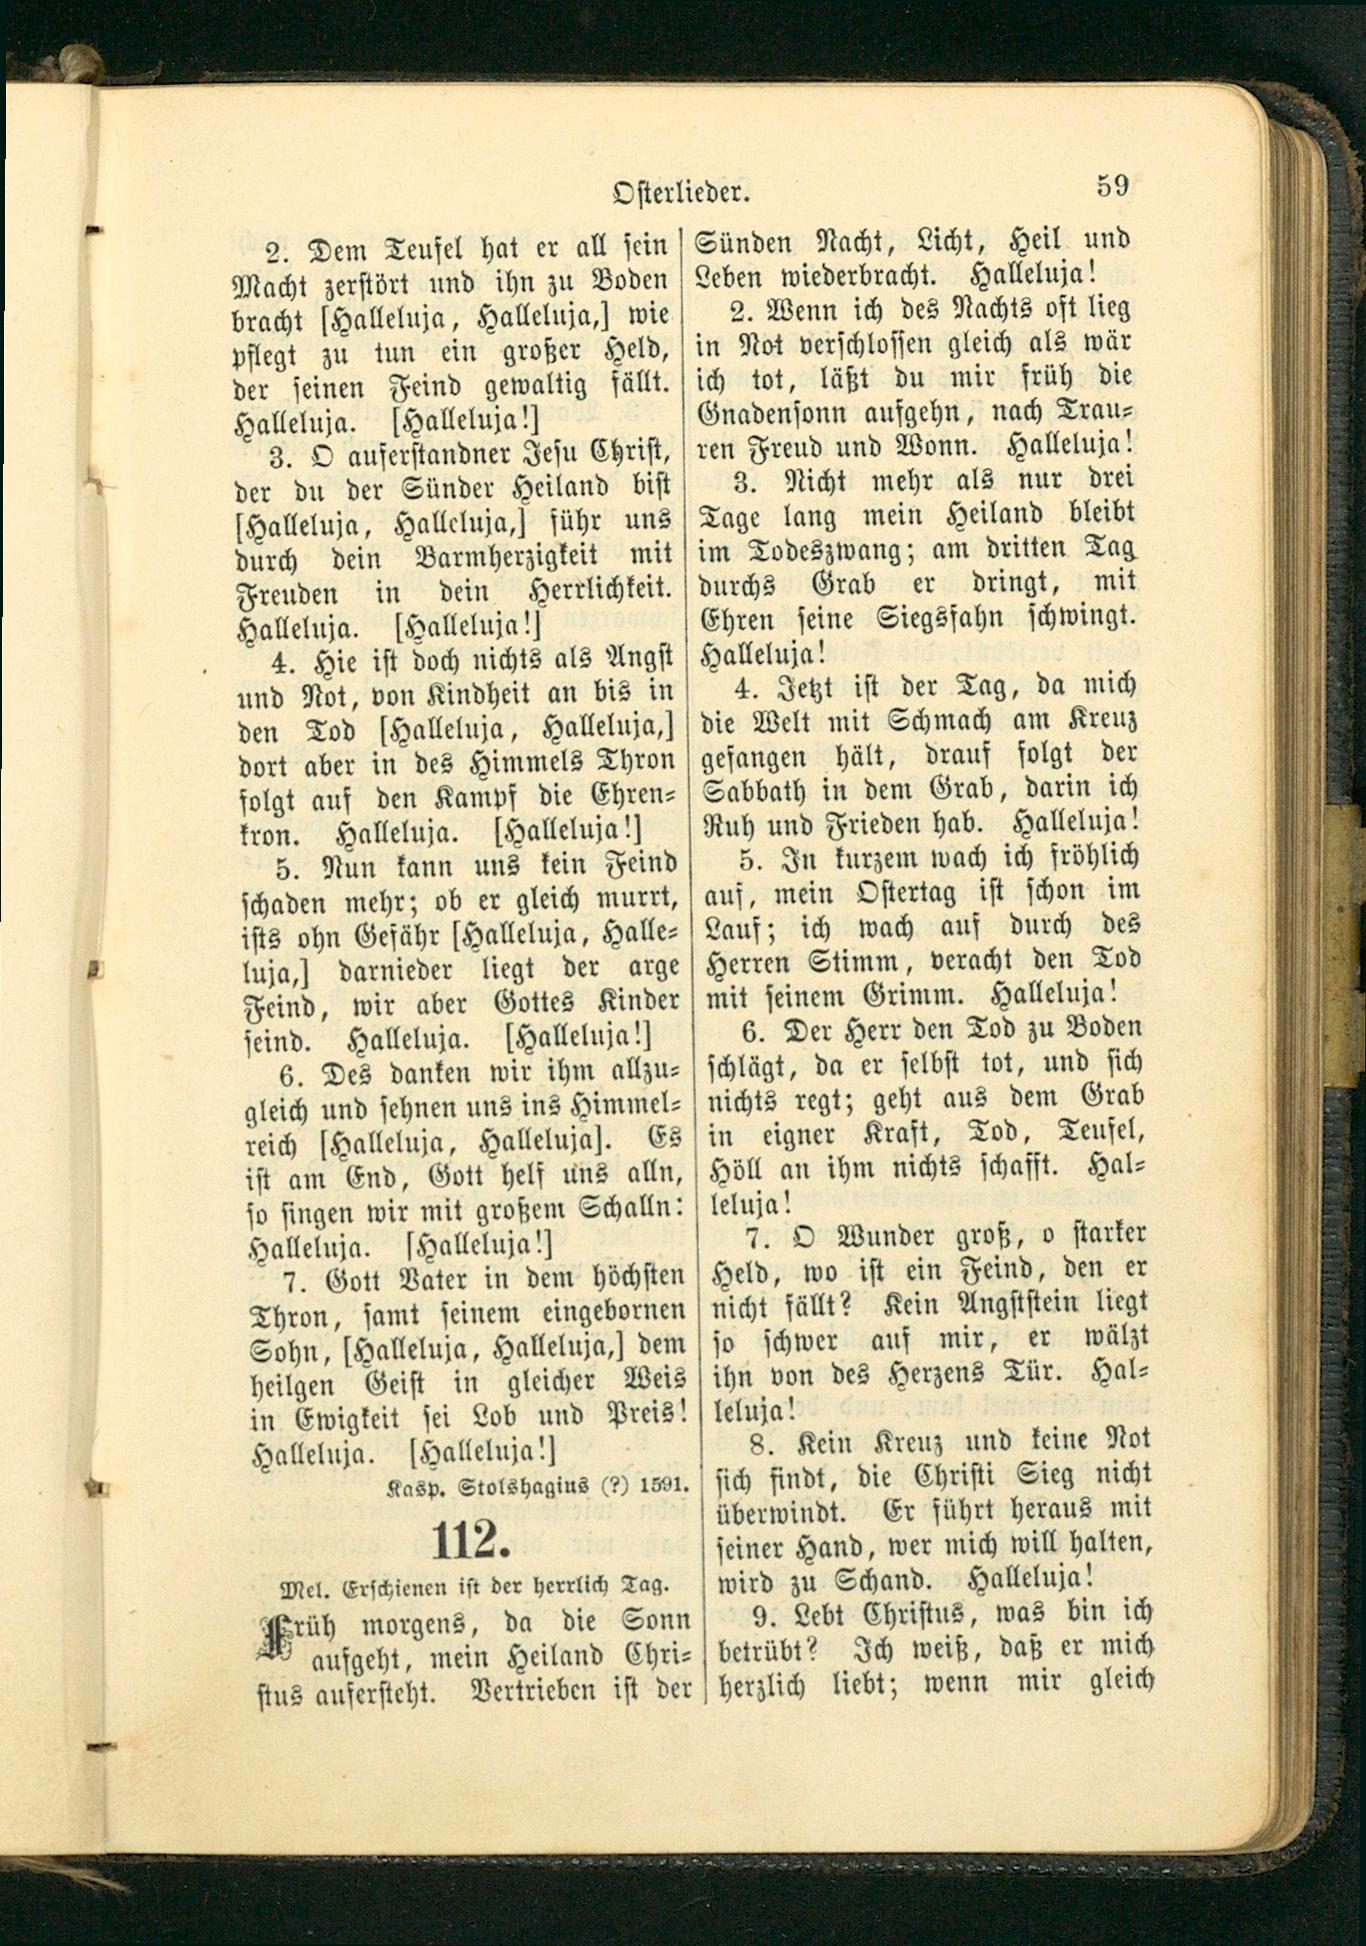 Osterlieder.
59
2. Dem Teufel hat er all sein
Macht zerstört und ihn zu Boden
bracht [Halleluja, Halleluja,] wie
pflegt zu tun ein großer Held,
der seinen Feind gewaltig fällt.
Halleluja. [Halleluja!]
3. O auferstandner Jesu Christ,
der du der Sünder Heiland bist
[Halleluja, Halleluja,] führ uns
durch dein Barmherzigkeit mit
Freuden in dein Herrlichkeit.
Halleluja. [Halleluja!]
4. Hie ist doch nichts als Angst
und Not, von Kindheit an bis in
den Tod [Halleluja, Halleluja,]
dort aber in des Himmels Thron
folgt auf den Kampf die Ehren-
kron. Halleluja. [Halleluja!]
5. Nun kann uns kein Feind
schaden mehr; ob er gleich murrt,
ists ohn Gefähr [Halleluja, Halle-
luja,] darnieder liegt der arge
Feind, wir aber Gottes Kinder
seind. Halleluja. [Halleluja!]
6. Des danken wir ihm allzu-
gleich und sehnen uns ins Himmel-
reich [Halleluja, Halleluja]. Es
ist am End, Gott helf uns alln,
so singen wir mit großem Schalln:
Halleluja. [Halleluja!]
7. Gott Vater in dem höchsten
Thron, samt seinem eingebornen
Sohn, [Halleluja, Halleluja,] dem
heilgen Geist in gleicher Weis
in Ewigkeit sei Lob und Preis!
Halleluja. [Halleluja!]
Kasp. Stolshagius (?) 1591.
112.
Mel. Erschienen ist der herrlich Tag.
Früh morgens, da die Sonn
aufgeht, mein Heiland Chri-
stus aufersteht. Vertrieben ist der
Sünden Nacht, Licht, Heil und
Leben wiederbracht. Halleluja!
2. Wenn ich des Nachts oft lieg
in Not verschlossen gleich als wär
ich tot, läßt du mir früh die
Gnadensonn aufgehn, nach Trau-
ren Freud und Wonn. Halleluja!
3. Nicht mehr als nur drei
Tage lang mein Heiland bleibt
im Todeszwang; am dritten Tag
durchs Grab er dringt, mit
Ehren seine Siegsfahn schwingt.
Halleluja!
4. Jetzt ist der Tag, da mich
die Welt mit Schmach am Kreuz
gefangen hält, drauf folgt der
Sabbath in dem Grab, darin ich
Ruh und Frieden hab. Halleluja!
5. In kurzem wach ich fröhlich
auf, mein Ostertag ist schon im
Lauf; ich wach auf durch des
Herren Stimm, veracht den Tod
mit seinem Grimm. Halleluja!
6. Der Herr den Tod zu Boden
schlägt, da er selbst tot, und sich
nichts regt; geht aus dem Grab
in eigner Kraft, Tod, Teufel,
Höll an ihm nichts schafft. Hal-
leluja!
7. O Wunder groß, o starker
Held, wo ist ein Feind, den er
nicht fällt? Kein Angststein liegt
so schwer auf mir, er wälzt
ihn von des Herzens Tür. Hal-
leluja!
8. Kein Kreuz und keine Not
sich findt, die Christi Sieg nicht
überwindt. Er führt heraus mit
seiner Hand, wer mich will halten,
wird zu Schand. Halleluja!
9. Lebt Christus, was bin ich
betrübt? Ich weiß, daß er mich
herzlich liebt; wenn mir gleich